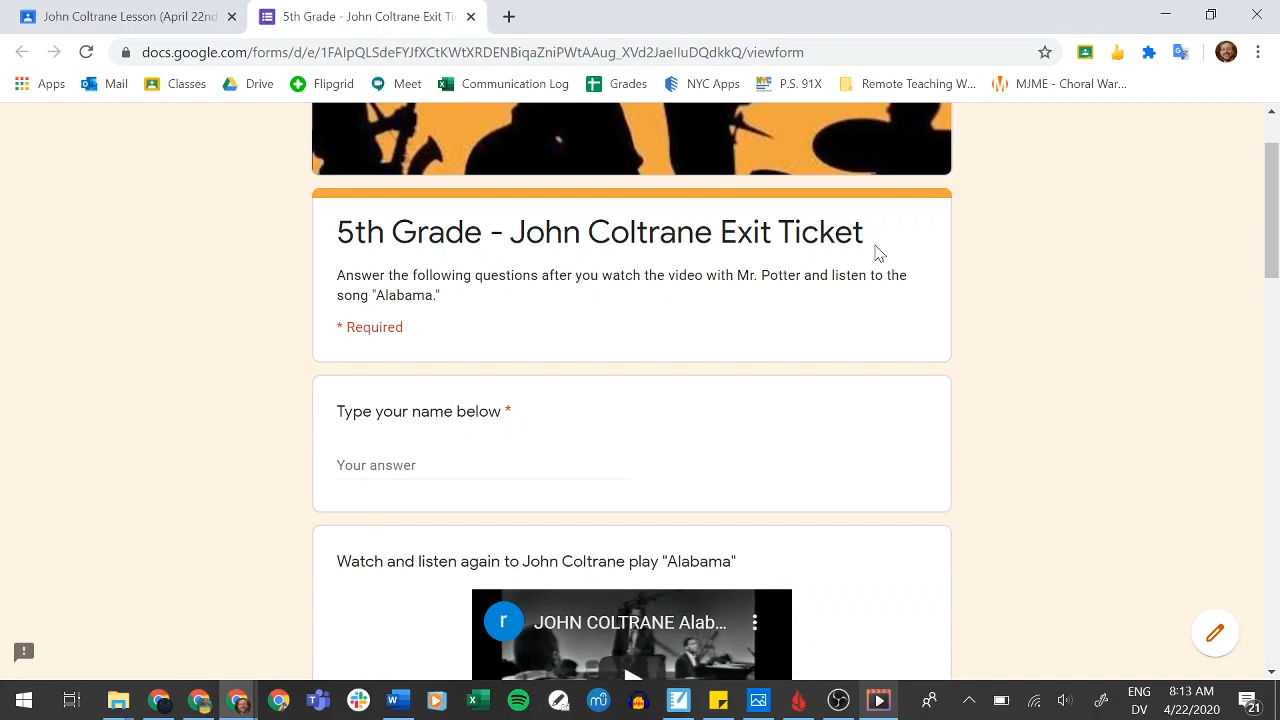 John Coltrane Lesson (April 22nd
5th Grade - John Coltrane Exit Tic
docs.google.com/forms/d/e/1FAIpQLSdeFYJfXCtKWtXRDENBiqaZniPWtAAug_XVd2JaeIluDQdkkQ/viewform
Apps Mail Classes Drive Flipgrid Meet Communication Log Grades NYC Apps P.S. 91X Remote Teaching W... MJME - Choral War...
5th Grade - John Coltrane Exit Ticket
Answer the following questions after you watch the video with Mr. Potter and listen to the
song "Alabama."
* Required
Type your name below *
Your answer
Watch and listen again to John Coltrane play "Alabama"
r JOHN COLTRANE Alab...
ENG
DV
8:13 AM
4/22/2020
21